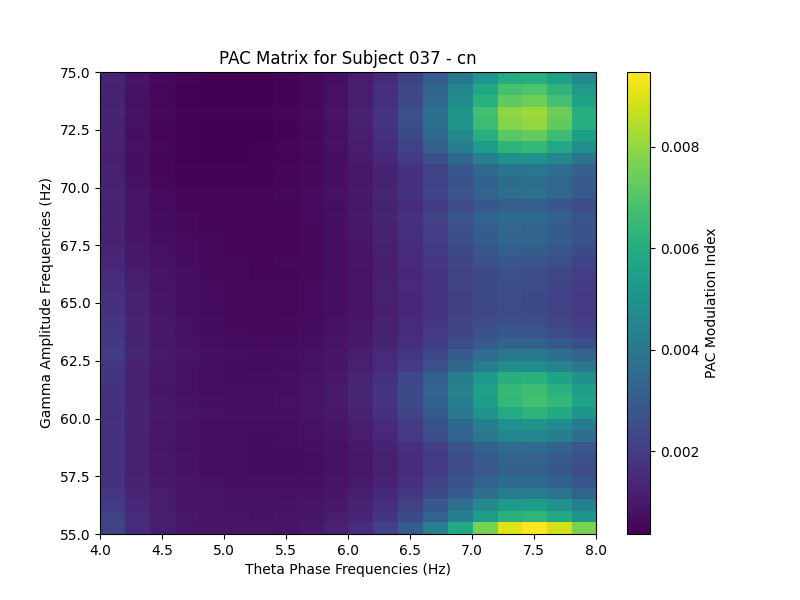 PAC Matrix for Subject 037 - cn
75.0
72.5
70.0
67.5
65.0
62.5
60.0
57.5
55.0
Gamma Amplitude Frequencies (Hz)
4.0 4.5 5.0 5.5 6.0 6.5 7.0 7.5 8.0
Theta Phase Frequencies (Hz)
0.008
0.006
0.004
0.002
PAC Modulation Index